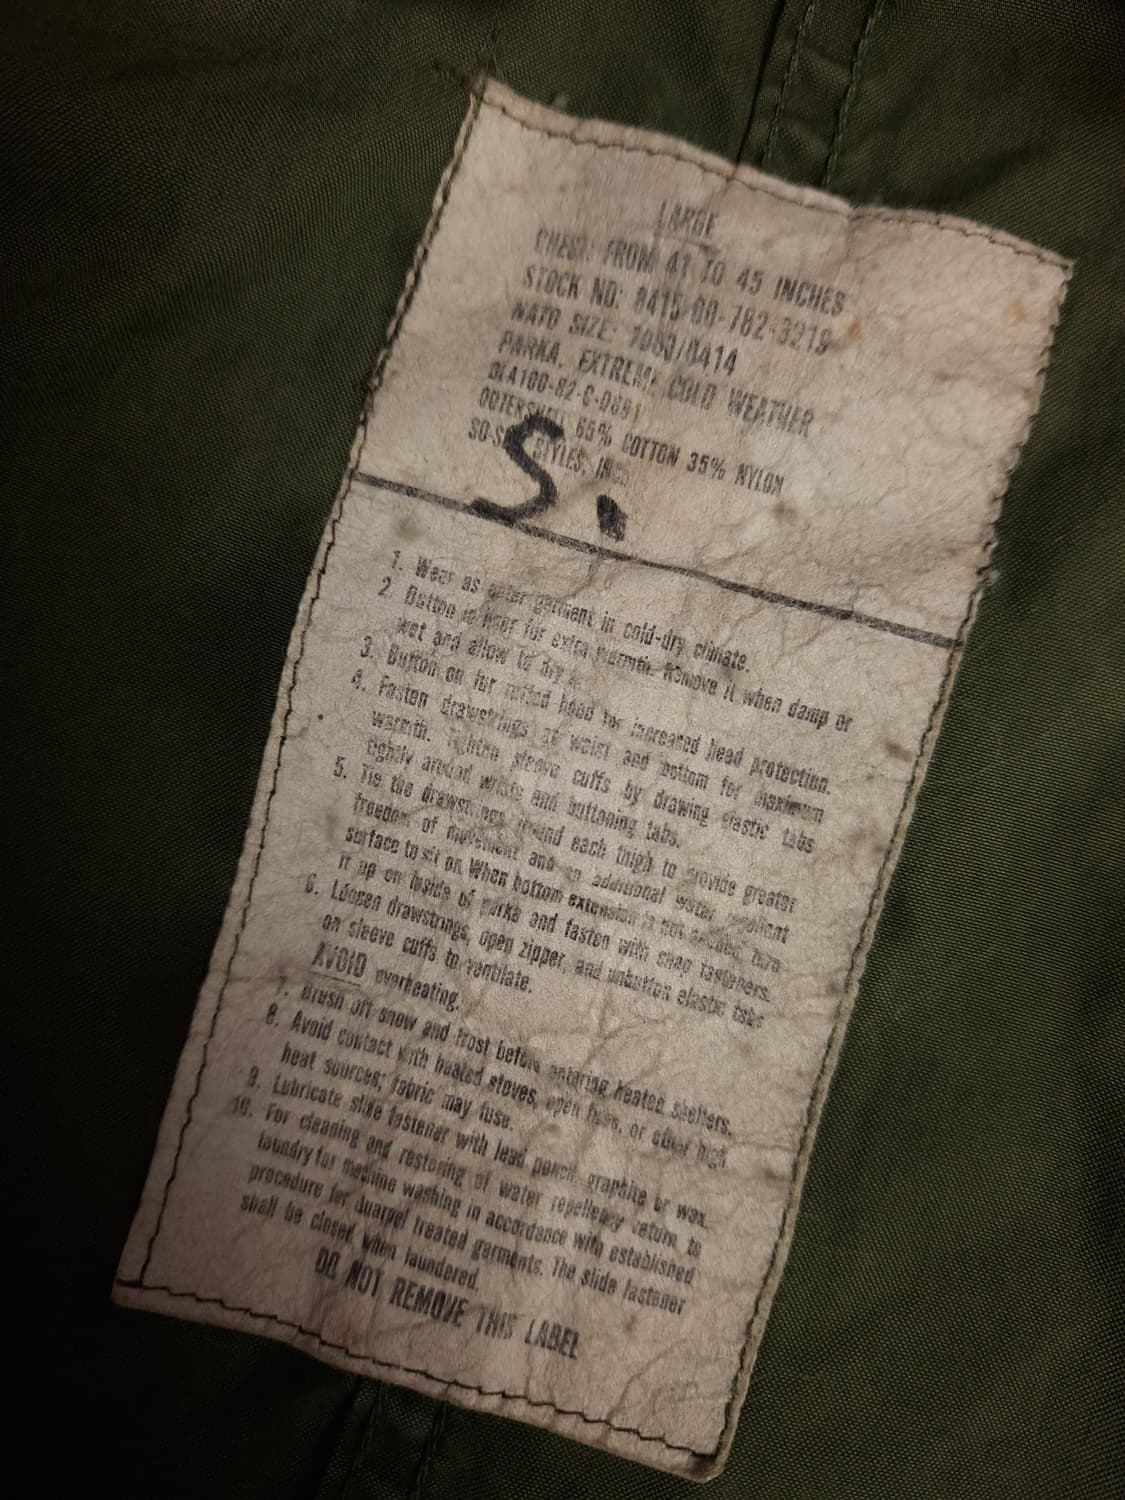 LARGE
CHEST: FROM 41 TO 45 INCHES
STOCK NO: 8415-00-782-3219
NATO SIZE: 7080/0414
PARKA, EXTREME COLD WEATHER
DLA100-82-C-0691
OUTERSHELL 65% COTTON 35% NYLON
STYLES, INC.
S.
1. Wear as outer garment in cold-dry climate.
2. Button in liner for extra warmth. Remove it when damp or
wet and allow to dry it.
3. Button on fur ruffed hood for increased head protection.
4. Fasten drawstrings at waist and bottom for maximum
warmth. Tighten sleeve cuffs by drawing elastic tabs
tightly around wrists and buttoning tabs.
5. Tie the drawstrings around each thigh to provide greater
freedom of movement and an additional water repellent
surface to sit on. When bottom extension is not needed, turn
it up on inside of parka and fasten with snap fasteners.
6. Loosen drawstrings, open zipper, and unbutton elastic tabs
on sleeve cuffs to ventilate.
AVOID overheating.
7. Brush off snow and frost before entering heated shelters.
8. Avoid contact with heated stoves, open fires, or other high
heat sources; fabric may fuse.
9. Lubricate slide fastener with lead pencil, graphite or wax.
10. For cleaning and restoring of water repellency return to
laundry for machine washing in accordance with established
procedure for Quarpel treated garments. The slide fastener
shall be closed when laundered.
DO NOT REMOVE THIS LABEL